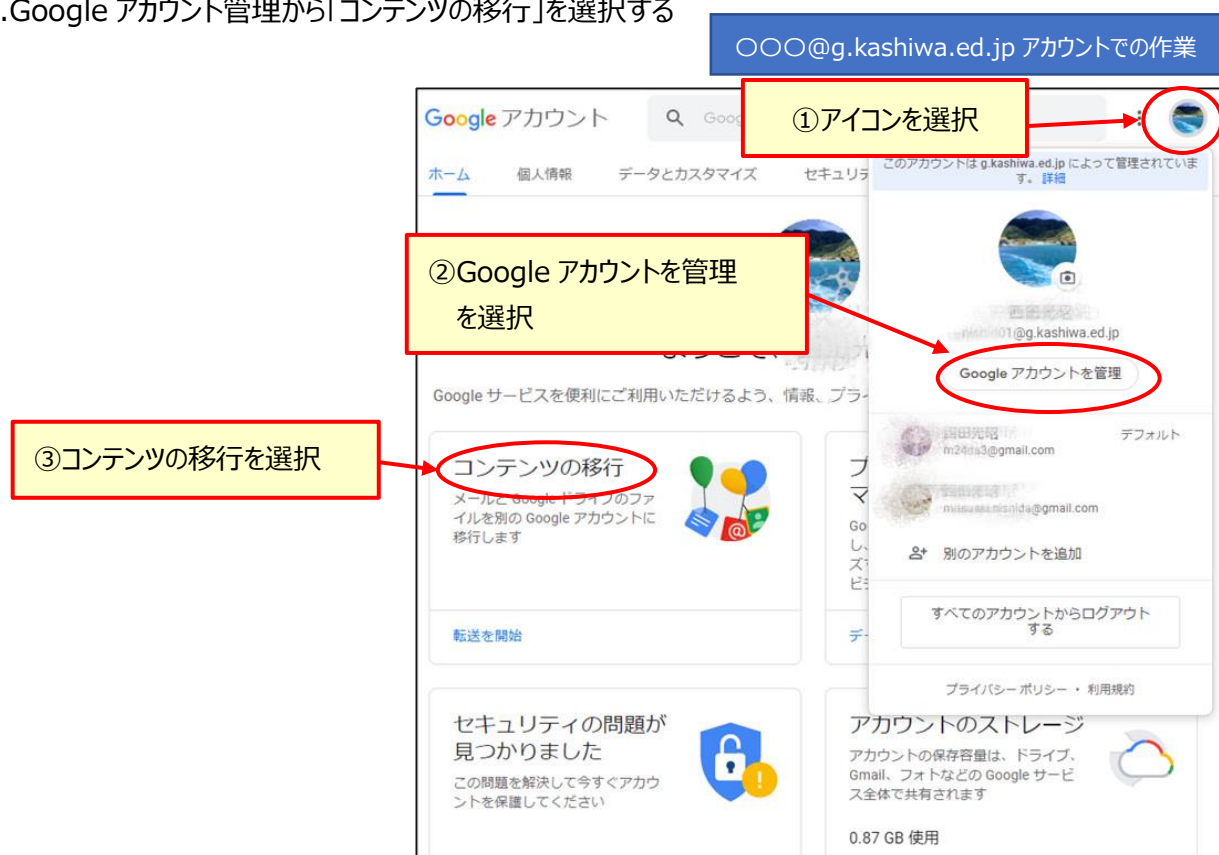 .Google アカウント管理から「コンテンツの移行」を選択する
〇〇〇@g.kashiwa.ed.jp アカウントでの作業
Google アカウント
①アイコンを選択
ホーム 個人情報 データとカスタマイズ セキュリテ
このアカウントは g.kashiwa.ed.jp によって管理されていま
す。 詳細
②Google アカウントを管理
を選択
@g.kashiwa.ed.jp
Google アカウントを管理
Google サービスを便利にご利用いただけるよう、情報、プライ
デフォルト
@gmail.com
@gmail.com
別のアカウントを追加
すべてのアカウントからログアウト
する
プライバシー ポリシー ・ 利用規約
③コンテンツの移行を選択
コンテンツの移行
メールと Google ドライブのファ
イルを別の Google アカウントに
移行します
転送を開始
セキュリティの問題が
見つかりました
この問題を解決して今すぐアカウ
ントを保護してください
アカウントのストレージ
アカウントの保存容量は、ドライブ、
Gmail、フォトなどの Google サービ
ス全体で共有されます
0.87 GB 使用